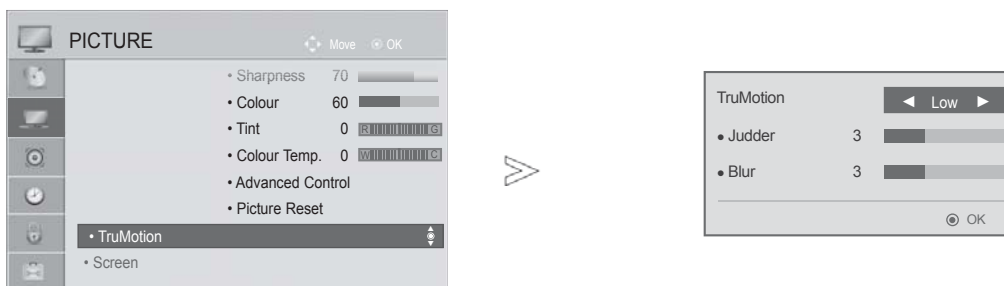 PICTURE
Move OK
• Sharpness 70
• Colour 60
• Tint 0 R G
• Colour Temp. 0 W C
• Advanced Control
• Picture Reset
• TruMotion
• Screen
TruMotion ◄ Low ►
• Judder 3
• Blur 3
OK